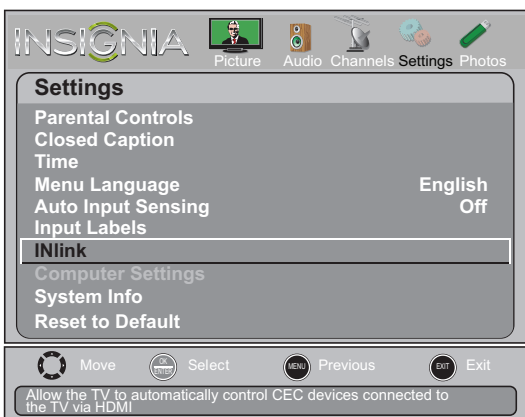 INSIGNIA
Picture Audio Channels Settings Photos
Settings
Parental Controls
Closed Caption
Time
Menu Language English
Auto Input Sensing Off
Input Labels
INlink
Computer Settings
System Info
Reset to Default
Move OK ENTER Select MENU Previous EXIT Exit
Allow the TV to automatically control CEC devices connected to
the TV via HDMI